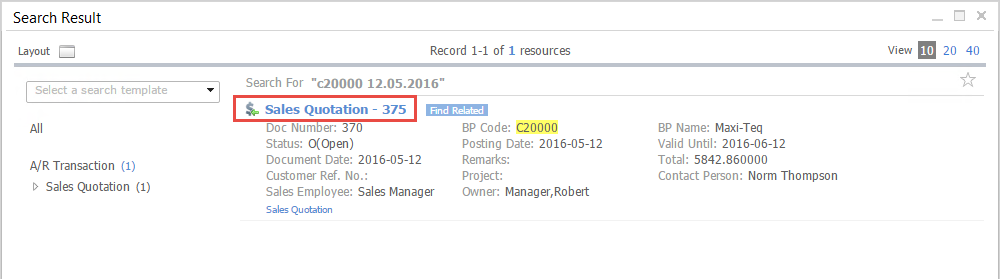 Search Result
Layout Record 1-1 of 1 resources View 10 20 40
Select a search template
Search For "c20000 12.05.2016"
Sales Quotation - 375 Find Related
All
Doc Number: 370 BP Code: C20000 BP Name: Maxi-Teq
Status: O(Open) Posting Date: 2016-05-12 Valid Until: 2016-06-12
A/R Transaction (1)
Document Date: 2016-05-12 Remarks: Total: 5842.860000
Customer Ref. No.: Project: Contact Person: Norm Thompson
Sales Quotation (1)
Sales Employee: Sales Manager Owner: Manager,Robert
Sales Quotation